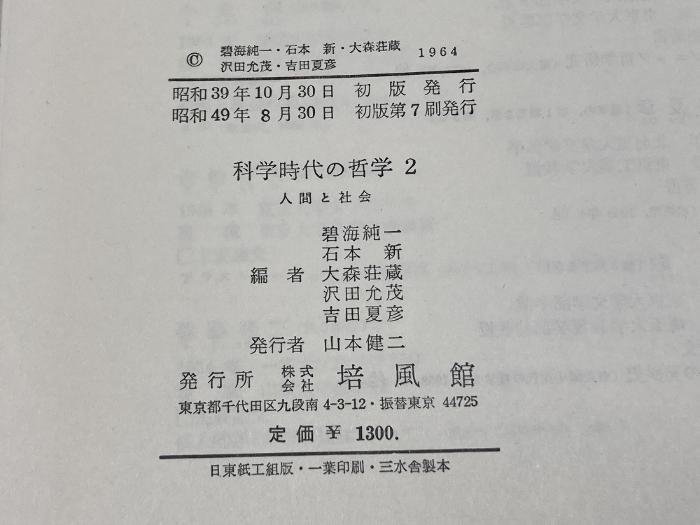 © 碧海純一・石本 新・大森荘蔵 1964
沢田允茂・吉田夏彦
昭和39年10月30日 初版発行
昭和49年 8月30日 初版第7刷発行
科学時代の哲学 2
人間と社会
碧海純一
石本 新
編者 大森荘蔵
沢田允茂
吉田夏彦
発行者 山本健二
発行所 株式会社 培風館
東京都千代田区九段南4-3-12・振替東京 44725
定価 ¥ 1300.
日東紙工組版・一葉印刷・三水舎製本